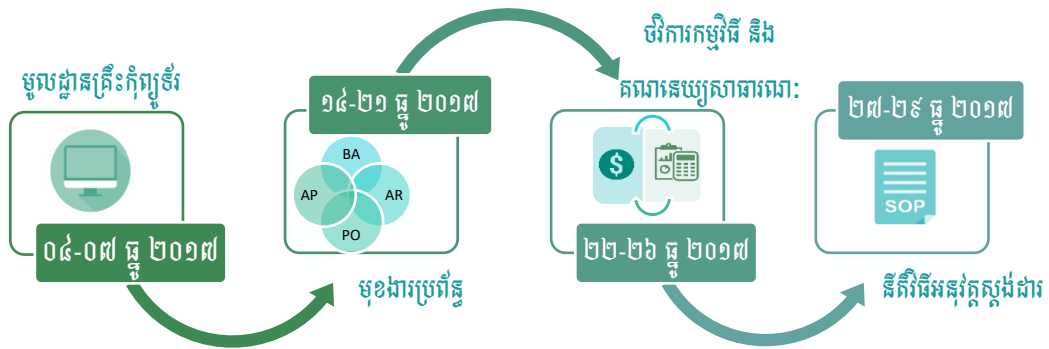 មូលដ្ឋានគ្រឹះកុំព្យូទ័រ
០៤-០៧ ធ្នូ ២០១៧
១៤-២១ ធ្នូ ២០១៧
BA
AP
AR
PO
មុខងារប្រព័ន្ធ
ថវិការកម្មវិធី និង
គណនេយ្យសាធារណៈ
$
២២-២៦ ធ្នូ ២០១៧
២៧-២៩ ធ្នូ ២០១៧
SOP
នីតិវិធីអនុវត្តស្តង់ដារ